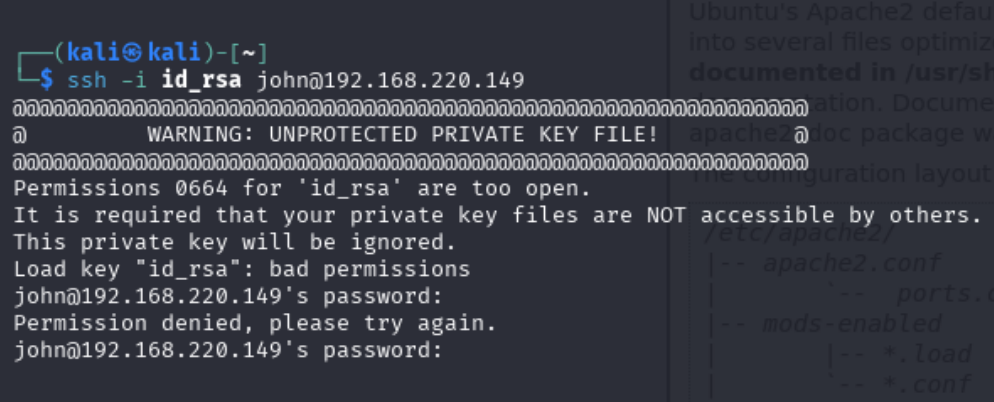 ┌──(kali㉿kali)-[~]
└─$ ssh -i id_rsa john@192.168.220.149
@@@@@@@@@@@@@@@@@@@@@@@@@@@@@@@@@@@@@@@@@@@@@@@@@@@@@@@@@@@
@         WARNING: UNPROTECTED PRIVATE KEY FILE!          @
@@@@@@@@@@@@@@@@@@@@@@@@@@@@@@@@@@@@@@@@@@@@@@@@@@@@@@@@@@@
Permissions 0664 for 'id_rsa' are too open.
It is required that your private key files are NOT accessible by others.
This private key will be ignored.
Load key "id_rsa": bad permissions
john@192.168.220.149's password:
Permission denied, please try again.
john@192.168.220.149's password:
Ubuntu's Apache2 defau
into several files optimiz
documented in /usr/sh
tation. Docume
apache2 doc package w
The configuration layout
/etc/apache2/
|-- apache2.conf
|       `--  ports.c
|-- mods-enabled
|       |-- *.load
|       `-- *.conf